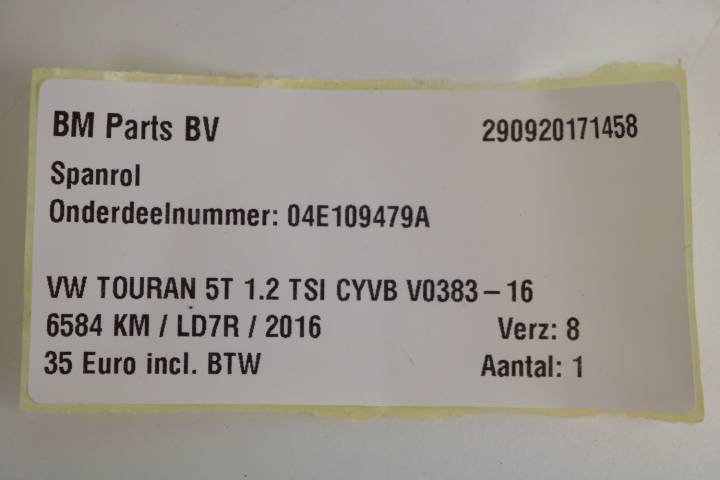 BM Parts BV 290920171458
Spanrol
Onderdeelnummer: 04E109479A
VW TOURAN 5T 1.2 TSI CYVB V0383-16
6584 KM / LD7R / 2016 Verz: 8
35 Euro incl. BTW Aantal: 1